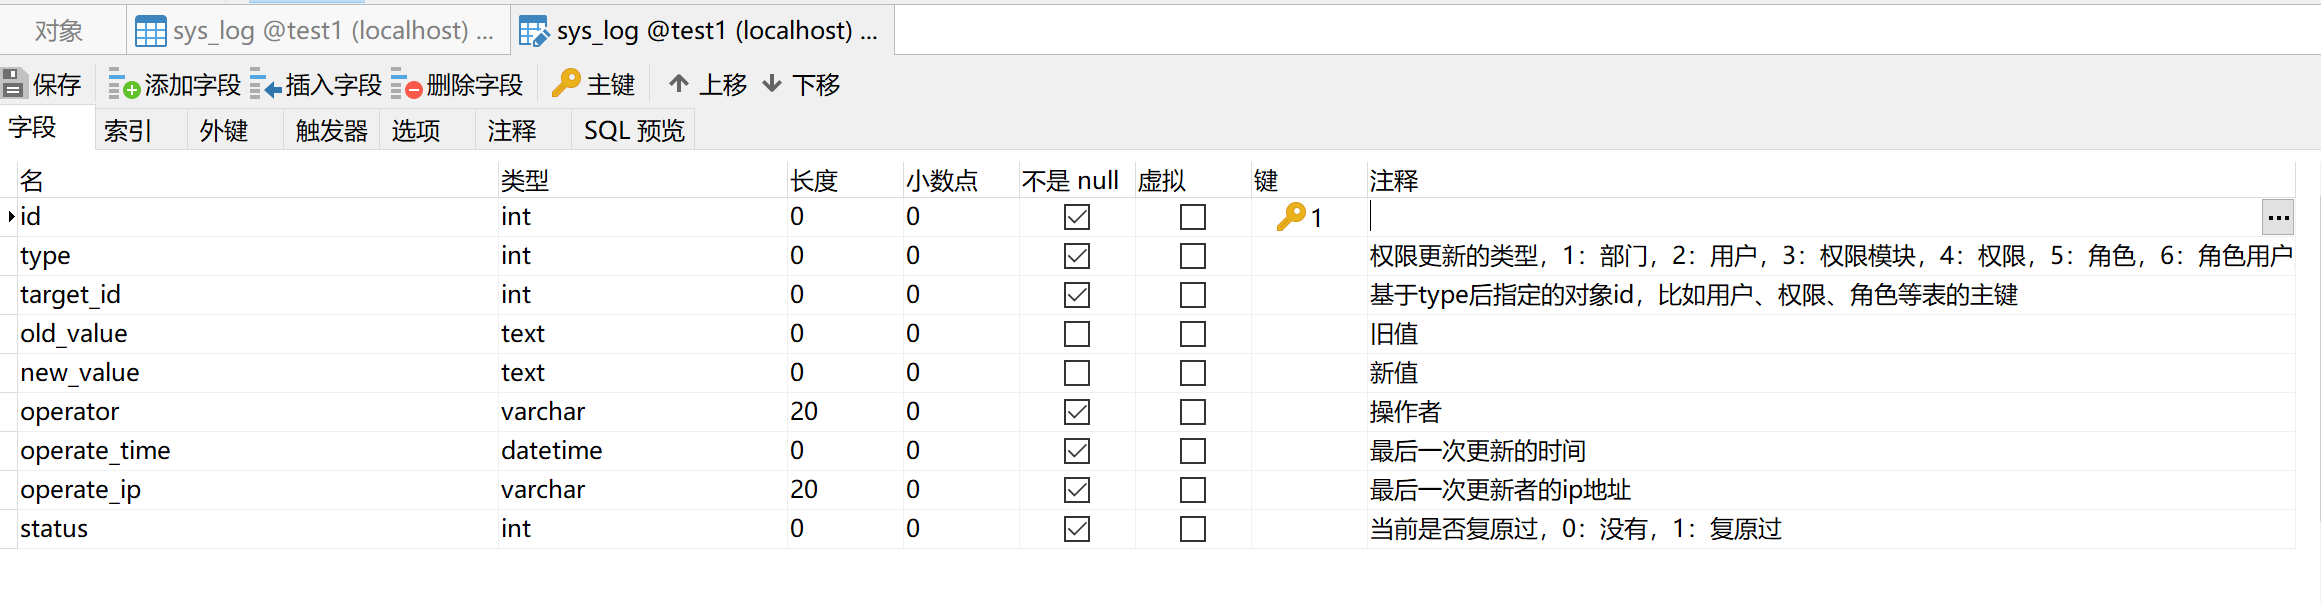 对象 sys_log @test1 (localhost) ... sys_log @test1 (localhost) ...
保存 添加字段 插入字段 删除字段 主键 上移 下移
字段 索引 外键 触发器 选项 注释 SQL 预览
名 类型 长度 小数点 不是 null 虚拟 键 注释
id int 0 0 1 ...
type int 0 0 权限更新的类型，1：部门，2：用户，3：权限模块，4：权限，5：角色，6：角色用户
target_id int 0 0 基于type后指定的对象id，比如用户、权限、角色等表的主键
old_value text 0 0 旧值
new_value text 0 0 新值
operator varchar 20 0 操作者
operate_time datetime 0 0 最后一次更新的时间
operate_ip varchar 20 0 最后一次更新者的ip地址
status int 0 0 当前是否复原过，0：没有，1：复原过